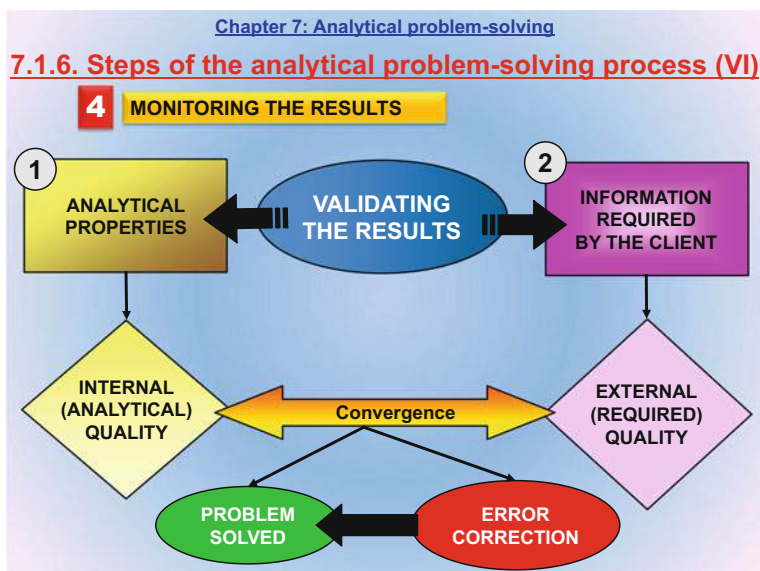 Chapter 7: Analytical problem-solving
7.1.6. Steps of the analytical problem-solving process (VI)
4 MONITORING THE RESULTS
1
ANALYTICAL
PROPERTIES
VALIDATING
THE RESULTS
2
INFORMATION
REQUIRED
BY THE CLIENT
INTERNAL
(ANALYTICAL)
QUALITY
Convergence
EXTERNAL
(REQUIRED)
QUALITY
PROBLEM
SOLVED
ERROR
CORRECTION